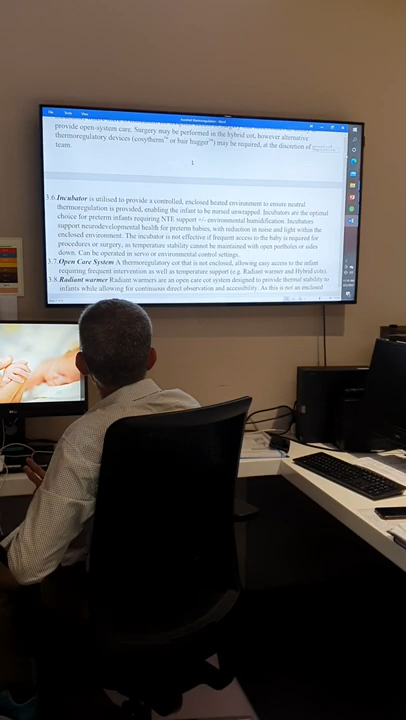 File Tools View
provide open-system care. Surgery may be performed in the hybrid cot, however alternative
thermoregulatory devices (cosytherm™ or bair hugger™) may be required, at the discretion of
team.
1
3.6. Incubator is utilised to provide a controlled, enclosed heated environment to ensure neutral
thermoregulation is provided, enabling the infant to be nursed unwrapped. Incubators are the optimal
choice for preterm infants requiring NTE support +/- environmental humidification. Incubators
support neurodevelopmental health for preterm babies, with reduction in noise and light within the
enclosed environment. The incubator is not effective if frequent access to the baby is required for
procedures or surgery, as temperature stability cannot be maintained with open portholes or sides
down. Can be operated in servo or environmental control settings.
3.7. Open Care System A thermoregulatory cot that is not enclosed, allowing easy access to the infant
requiring frequent intervention as well as temperature support (e.g. Radiant warmer and Hybrid cots).
3.8. Radiant warmer Radiant warmers are an open care cot system designed to provide thermal stability to
infants while allowing for continuous direct observation and accessibility. As this is not an enclosed